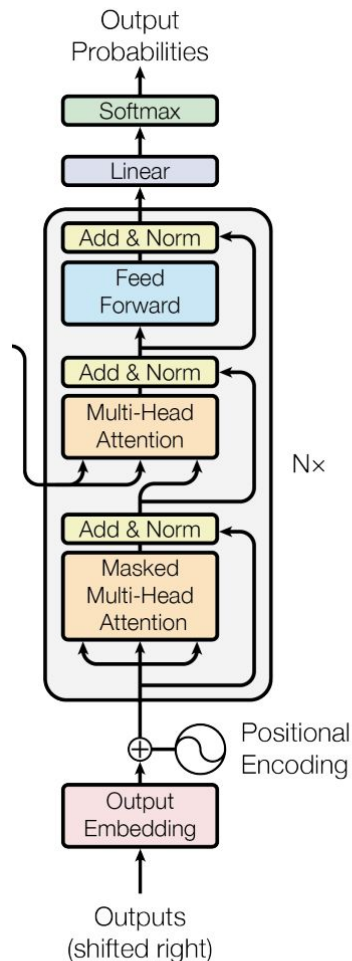 Output
Probabilities
Softmax
Linear
Add & Norm
Feed
Forward
Add & Norm
Multi-Head
Attention
N×
Add & Norm
Masked
Multi-Head
Attention
Positional
Encoding
Output
Embedding
Outputs
(shifted right)